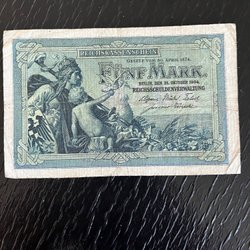 REICHSKASSENSCHEIN
GESETZ VOM 30. APRIL 1874.
FÜNF MARK.
BERLIN, DEN 31. OKTOBER 1904.
REICHSSCHULDENVERWALTUNG